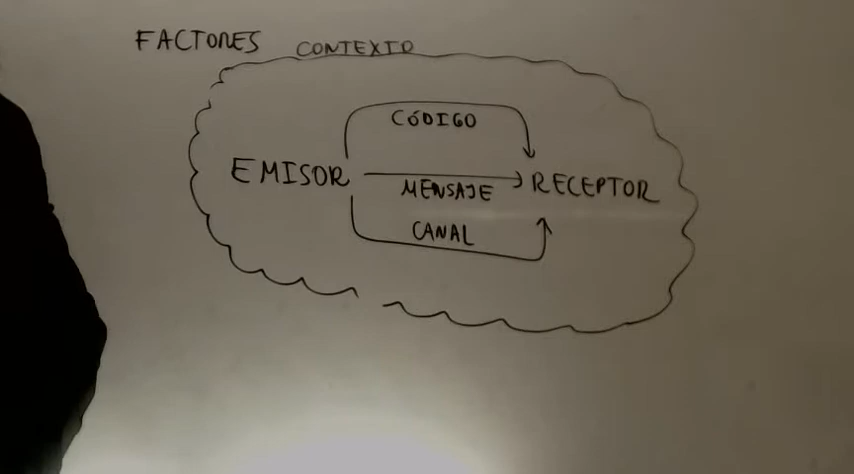 FACTORES CONTEXTO
CÓDIGO
EMISOR
MENSAJE
RECEPTOR
CANAL